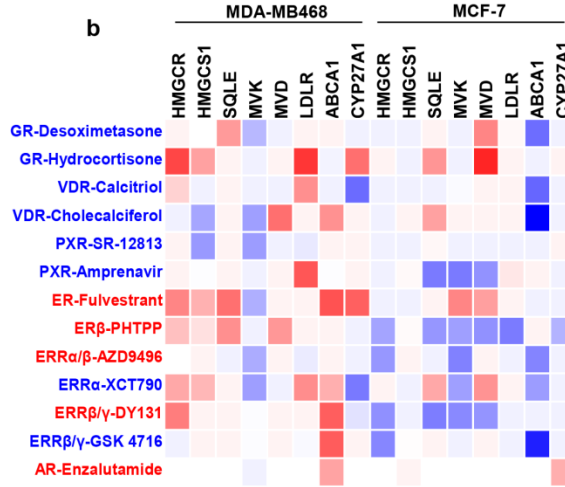 b
MDA-MB468 MCF-7
HMGCR HMGCS1 SQLE MVK MVD LDLR ABCA1 CYP27A1 HMGCR HMGCS1 SQLE MVK MVD LDLR ABCA1 CYP27A1
GR-Desoximetasone
GR-Hydrocortisone
VDR-Calcitriol
VDR-Cholecalciferol
PXR-SR-12813
PXR-Amprenavir
ER-Fulvestrant
ERβ-PHTPP
ERRα/β-AZD9496
ERRα-XCT790
ERRβ/γ-DY131
ERRβ/γ-GSK 4716
AR-Enzalutamide